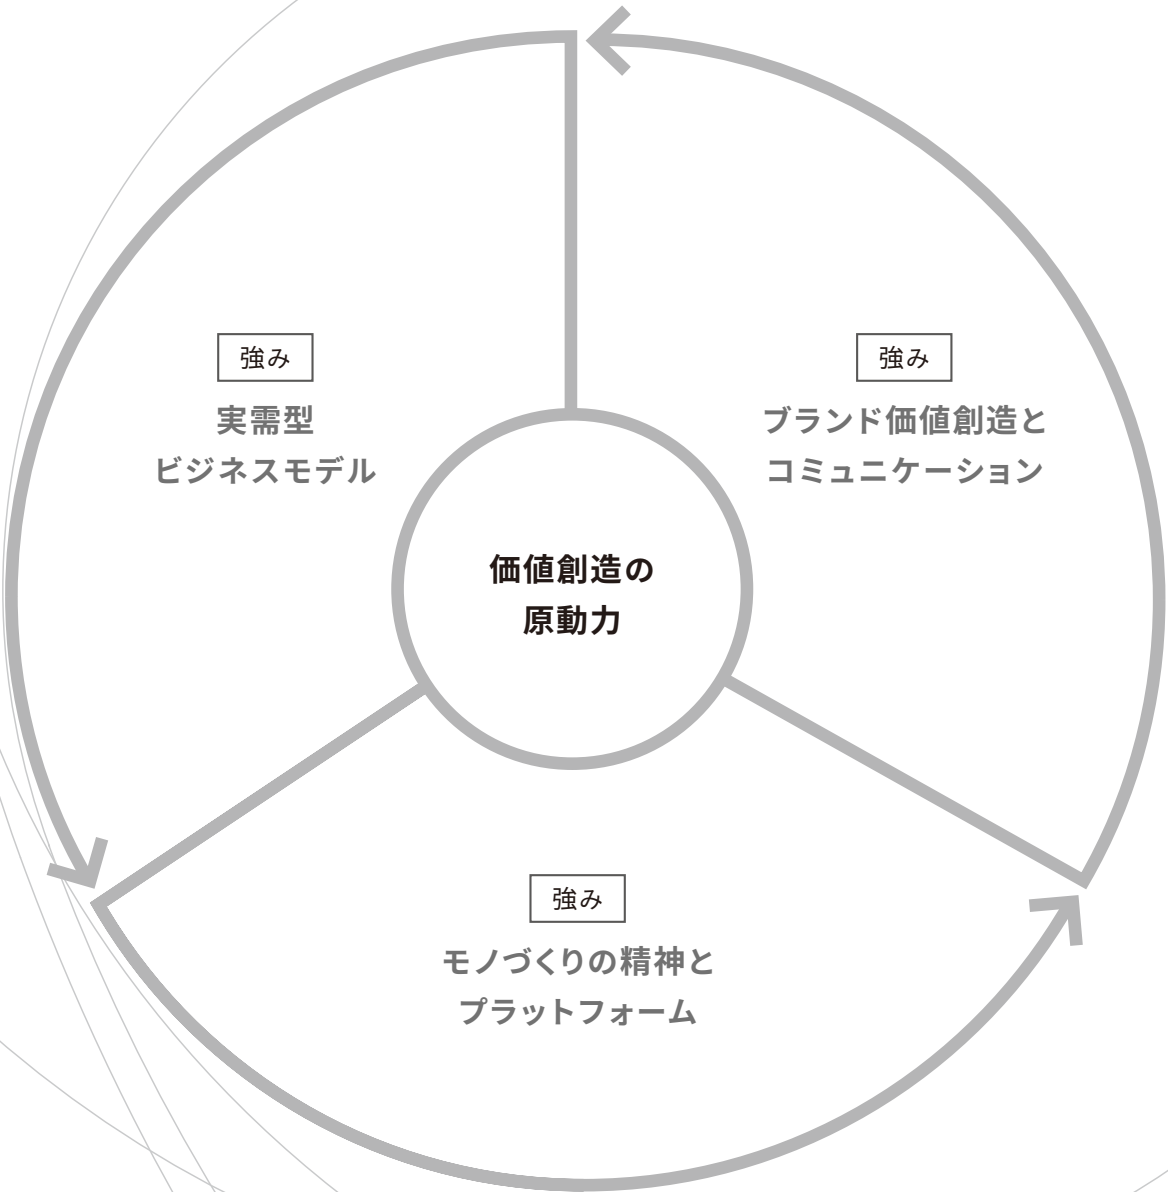 強み
実需型
ビジネスモデル
強み
ブランド価値創造と
コミュニケーション
価値創造の
原動力
強み
モノづくりの精神と
プラットフォーム